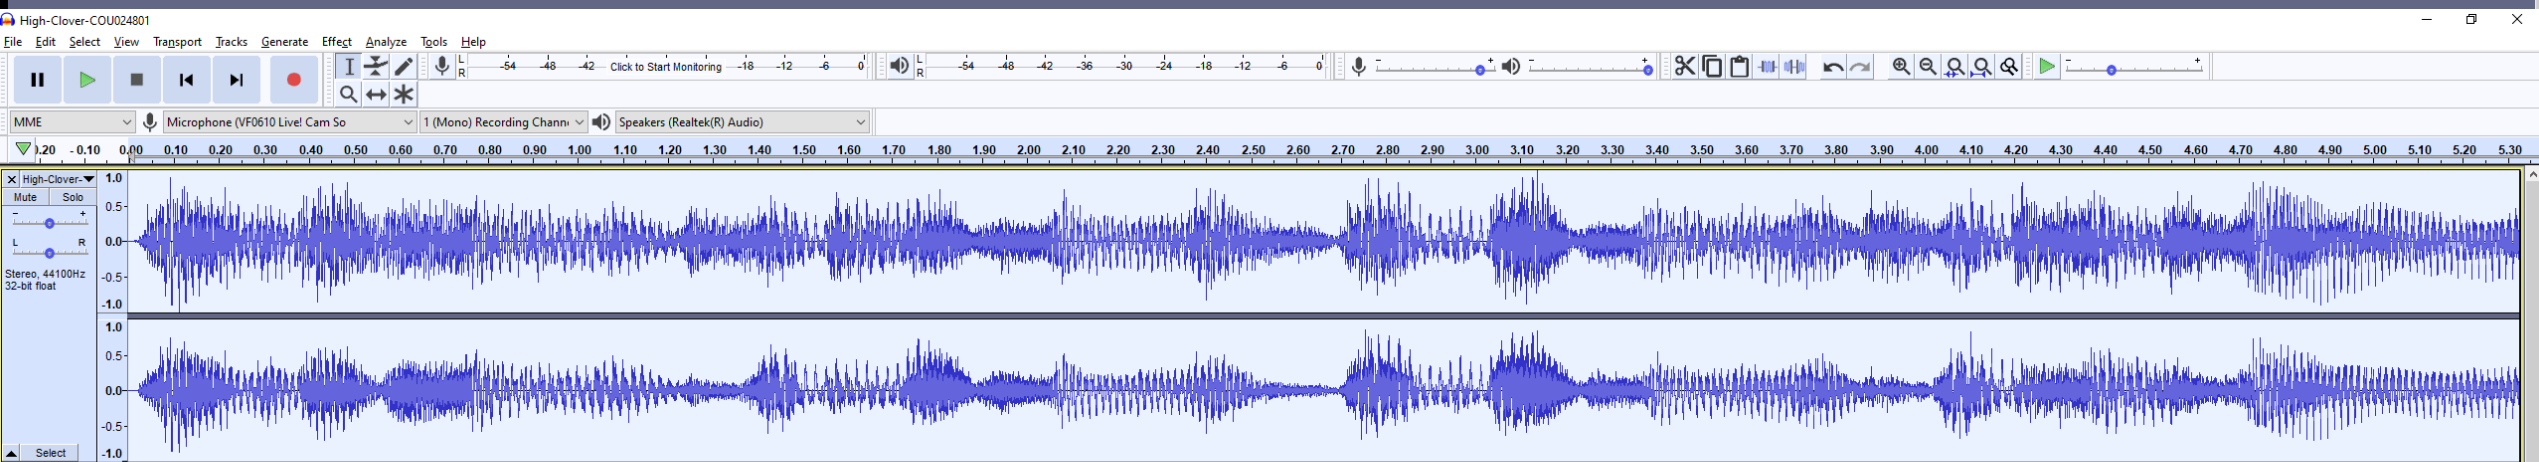 High-Clover-COU024801
File Edit Select View Transport Tracks Generate Effect Analyze Tools Help
L R -54 -48 -42 Click to Start Monitoring -18 -12 -6 0 L R -54 -48 -42 -36 -30 -24 -18 -12 -6 0 - + - + - +
MME Microphone (VF0610 Live! Cam So 1 (Mono) Recording Chann Speakers (Realtek(R) Audio)
-0.10 0.00 0.10 0.20 0.30 0.40 0.50 0.60 0.70 0.80 0.90 1.00 1.10 1.20 1.30 1.40 1.50 1.60 1.70 1.80 1.90 2.00 2.10 2.20 2.30 2.40 2.50 2.60 2.70 2.80 2.90 3.00 3.10 3.20 3.30 3.40 3.50 3.60 3.70 3.80 3.90 4.00 4.10 4.20 4.30 4.40 4.50 4.60 4.70 4.80 4.90 5.00 5.10 5.20 5.30
High-Clover- 1.0
Mute Solo
- + 0.5
L R 0.0
Stereo, 44100Hz -0.5
32-bit float
-1.0
1.0
0.5
0.0
-0.5
Select -1.0